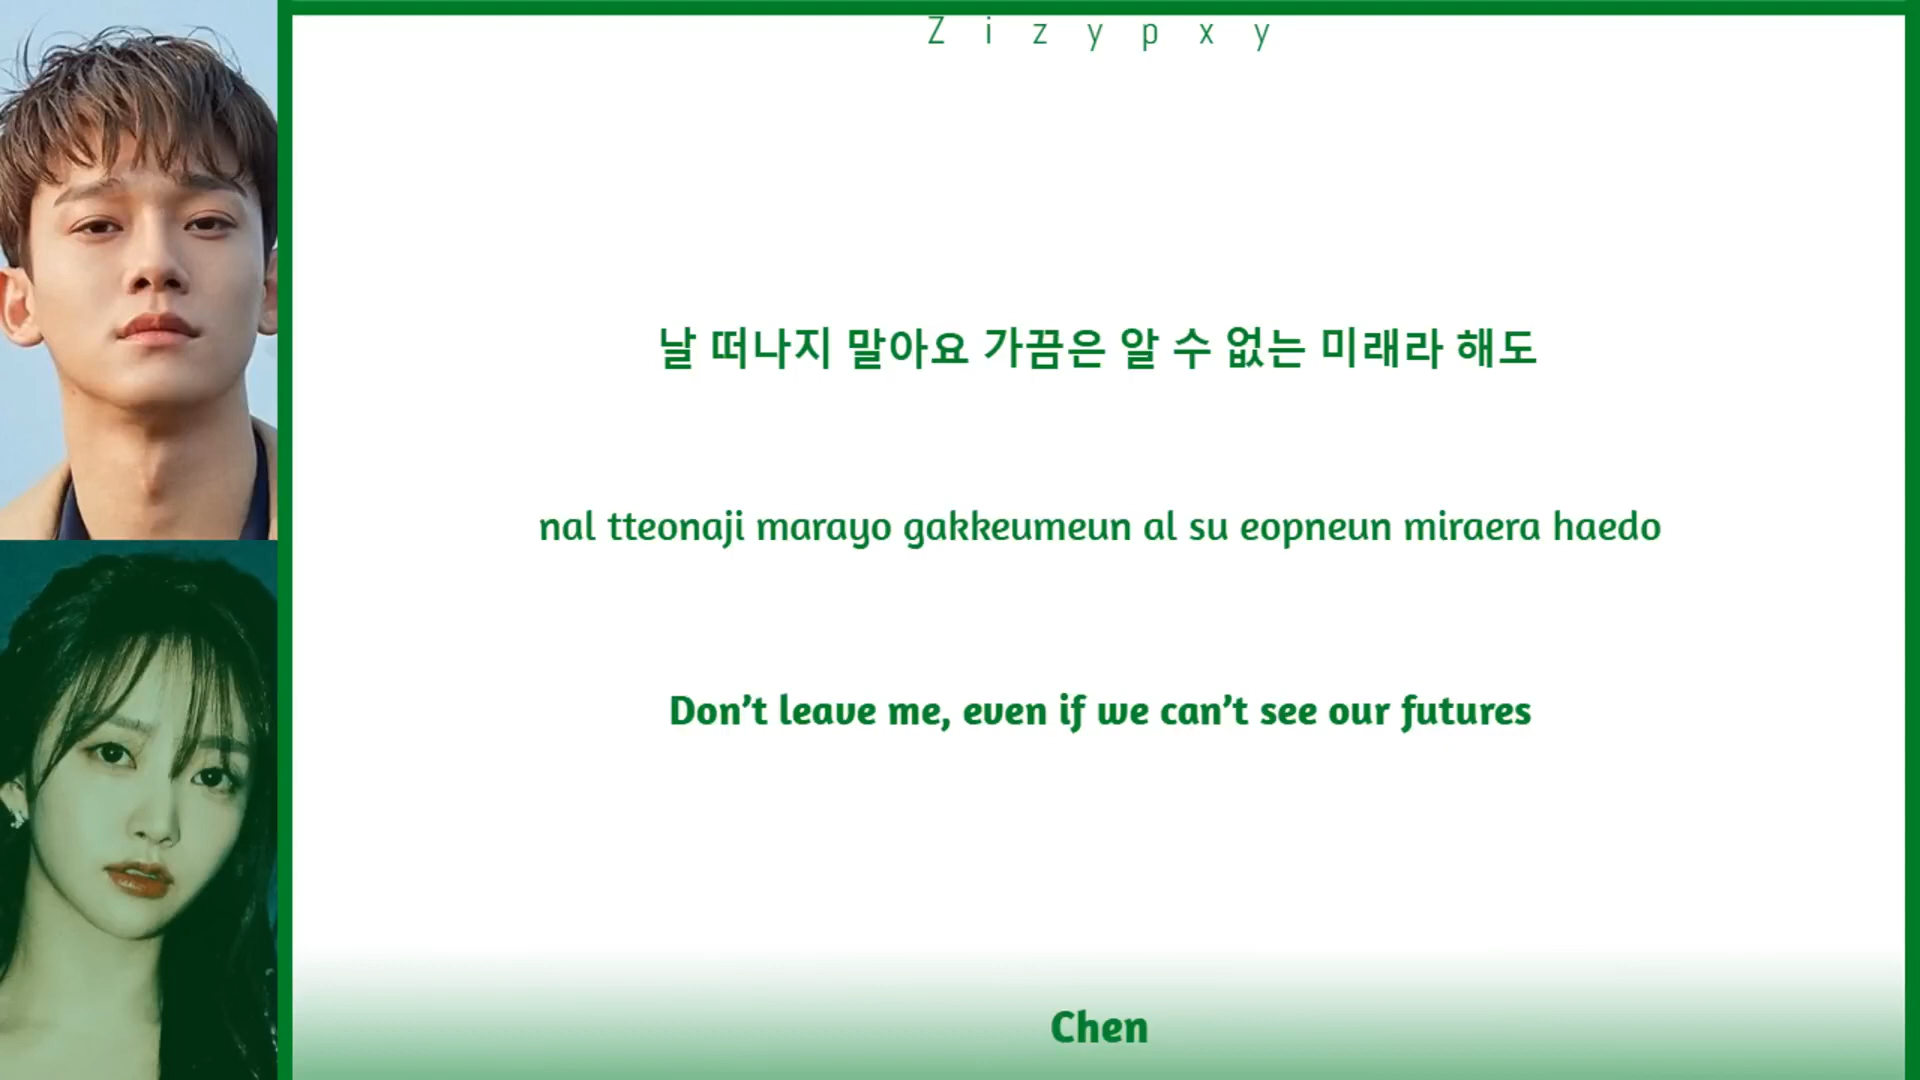 Zizypxy
날 떠나지 말아요 가끔은 알 수 없는 미래라 해도
nal tteonaji marayo gakkeumeun al su eopneun miraera haedo
Don’t leave me, even if we can’t see our futures
Chen